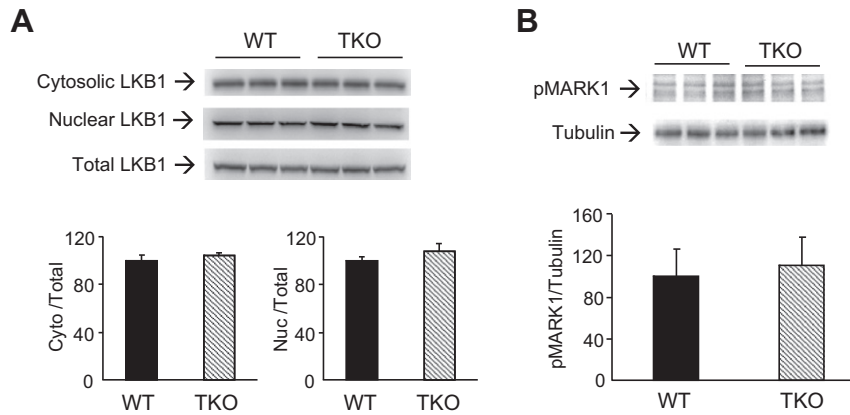 A
WT TKO
Cytosolic LKB1 →
Nuclear LKB1 →
Total LKB1 →
120
80
40
0
Cyto /Total
WT TKO
120
80
40
0
Nuc /Total
WT TKO
B
WT TKO
pMARK1 →
Tubulin →
160
120
80
40
0
pMARK1/Tubulin
WT TKO